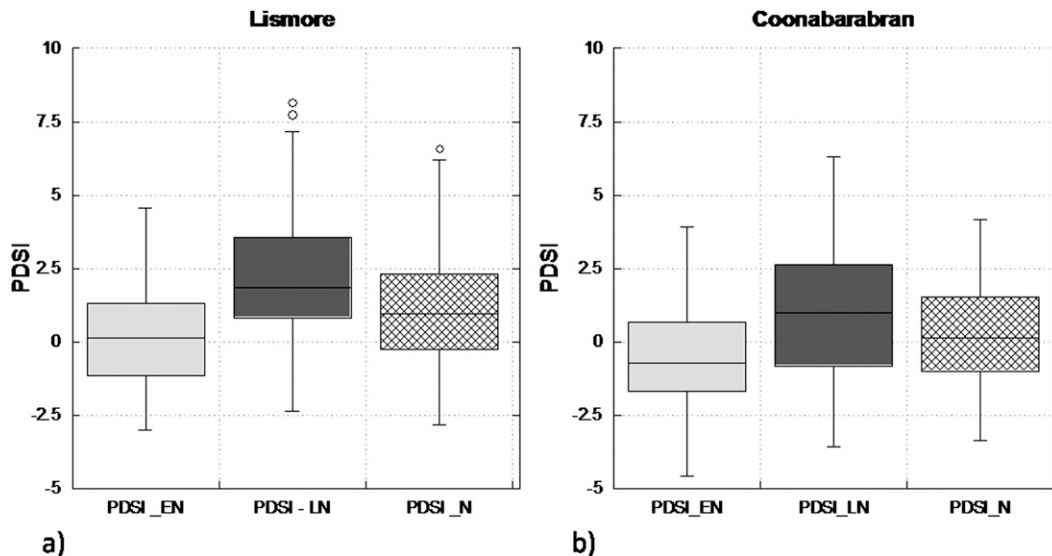 Lismore
10
7.5
5
2.5
0
-2.5
-5
PDSI
PDSI _EN
PDSI - LN
PDSI _N
a)
Coonabarabran
10
7.5
5
2.5
0
-2.5
-5
PDSI
PDSI_EN
PDSI_LN
PDSI_N
b)